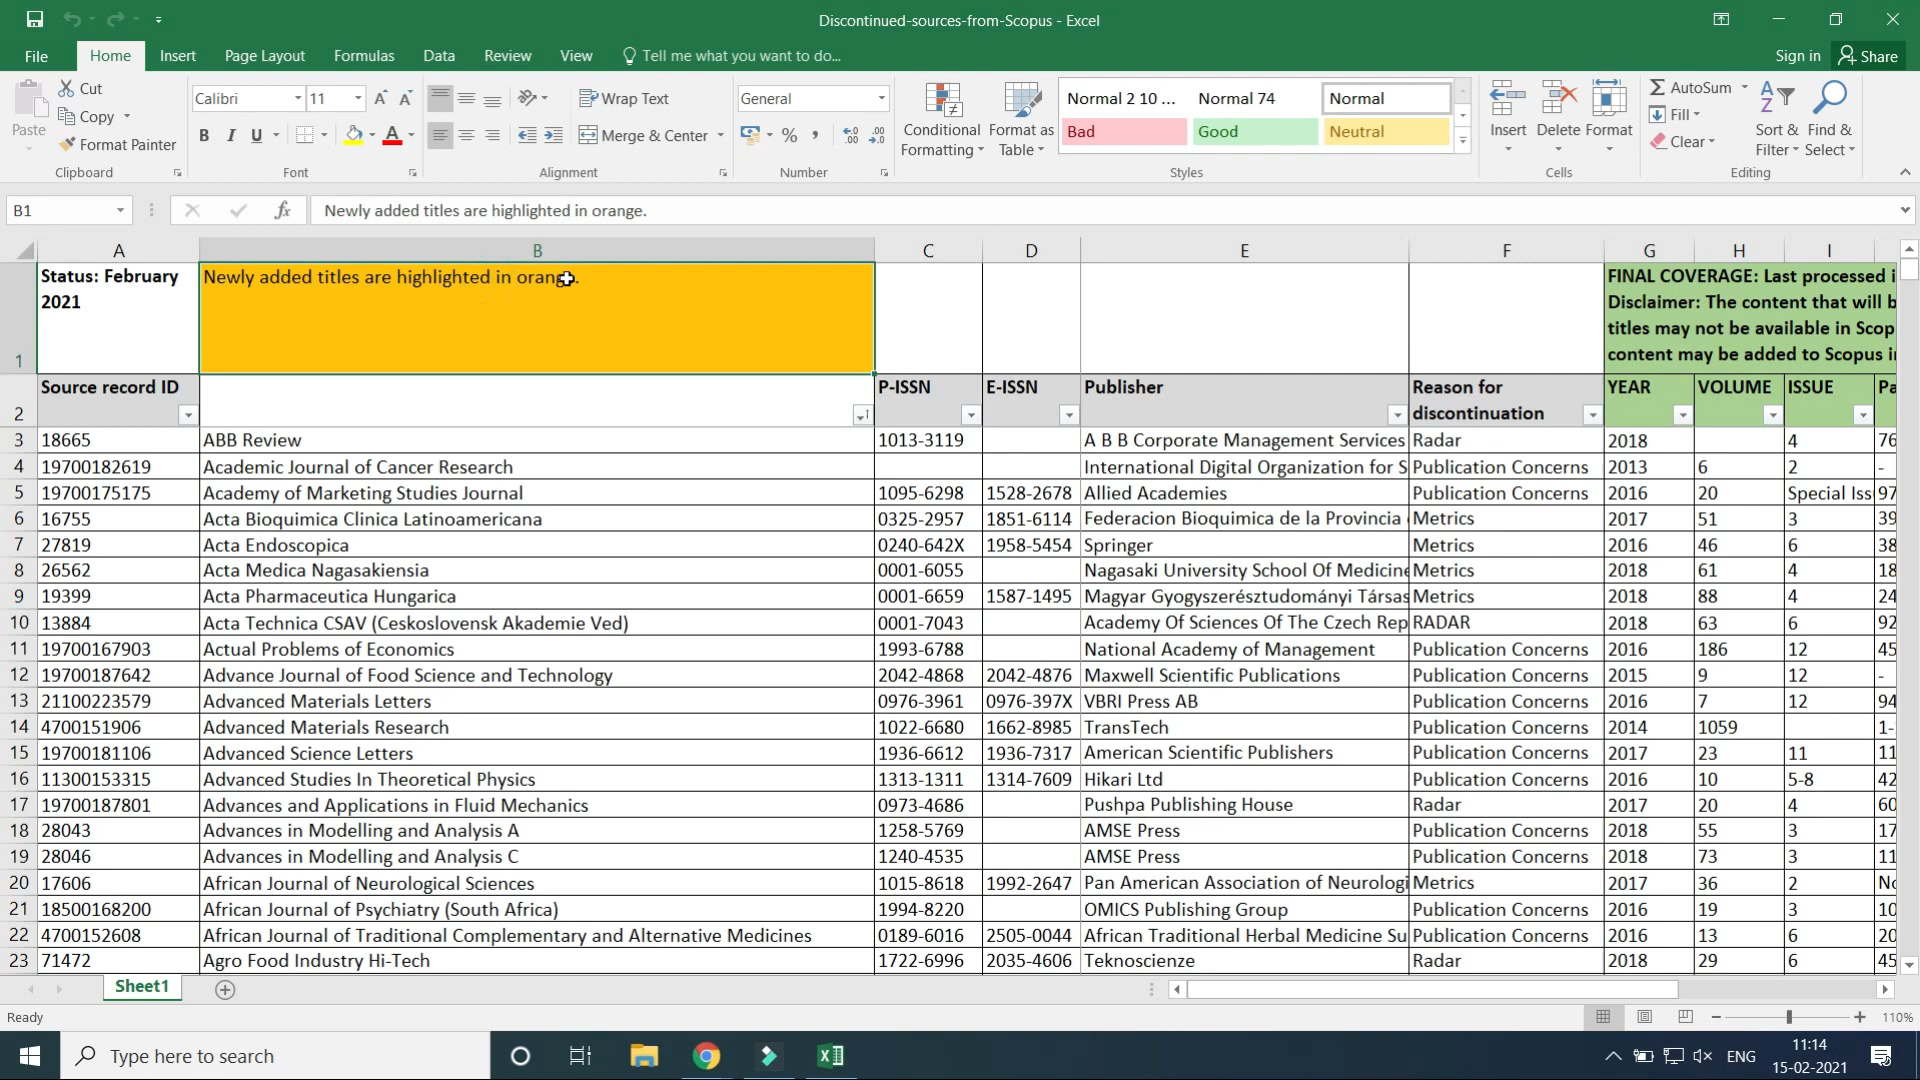 Discontinued-sources-from-Scopus - Excel
File Home Insert Page Layout Formulas Data Review View Tell me what you want to do... Sign in Share
Paste Cut Copy Format Painter Clipboard
Calibri 11 A A B I U A Font
Wrap Text Merge & Center Alignment
General % , Number
Conditional Formatting Format as Table
Normal 2 10 ... Normal 74 Normal
Bad Good Neutral
Styles
Insert Delete Format Cells
AutoSum Fill Clear Sort & Filter Find & Select Editing
B1 fx Newly added titles are highlighted in orange.
A B C D E F G H I
1 Status: February 2021 Newly added titles are highlighted in orange.
FINAL COVERAGE: Last processed i
Disclaimer: The content that will b
titles may not be available in Scop
content may be added to Scopus i
2 Source record ID P-ISSN E-ISSN Publisher Reason for discontinuation YEAR VOLUME ISSUE Pa
3 18665 ABB Review 1013-3119 A B B Corporate Management Services Radar 2018 4 76
4 19700182619 Academic Journal of Cancer Research International Digital Organization for S Publication Concerns 2013 6 2 -
5 19700175175 Academy of Marketing Studies Journal 1095-6298 1528-2678 Allied Academies Publication Concerns 2016 20 Special Iss 97
6 16755 Acta Bioquimica Clinica Latinoamericana 0325-2957 1851-6114 Federacion Bioquimica de la Provincia Metrics 2017 51 3 39
7 27819 Acta Endoscopica 0240-642X 1958-5454 Springer Metrics 2016 46 6 38
8 26562 Acta Medica Nagasakiensia 0001-6055 Nagasaki University School Of Medicine Metrics 2018 61 4 18
9 19399 Acta Pharmaceutica Hungarica 0001-6659 1587-1495 Magyar Gyogyszerésztudományi Társas Metrics 2018 88 4 24
10 13884 Acta Technica CSAV (Ceskoslovensk Akademie Ved) 0001-7043 Academy Of Sciences Of The Czech Rep RADAR 2018 63 6 92
11 19700167903 Actual Problems of Economics 1993-6788 National Academy of Management Publication Concerns 2016 186 12 45
12 19700187642 Advance Journal of Food Science and Technology 2042-4868 2042-4876 Maxwell Scientific Publications Publication Concerns 2015 9 12 -
13 21100223579 Advanced Materials Letters 0976-3961 0976-397X VBRI Press AB Publication Concerns 2016 7 12 94
14 4700151906 Advanced Materials Research 1022-6680 1662-8985 TransTech Publication Concerns 2014 1059 1-
15 19700181106 Advanced Science Letters 1936-6612 1936-7317 American Scientific Publishers Publication Concerns 2017 23 11 11
16 11300153315 Advanced Studies In Theoretical Physics 1313-1311 1314-7609 Hikari Ltd Publication Concerns 2016 10 5-8 42
17 19700187801 Advances and Applications in Fluid Mechanics 0973-4686 Pushpa Publishing House Radar 2017 20 4 60
18 28043 Advances in Modelling and Analysis A 1258-5769 AMSE Press Publication Concerns 2018 55 3 17
19 28046 Advances in Modelling and Analysis C 1240-4535 AMSE Press Publication Concerns 2018 73 3 11
20 17606 African Journal of Neurological Sciences 1015-8618 1992-2647 Pan American Association of Neurologi Metrics 2017 36 2 No
21 18500168200 African Journal of Psychiatry (South Africa) 1994-8220 OMICS Publishing Group Publication Concerns 2016 19 3 10
22 4700152608 African Journal of Traditional Complementary and Alternative Medicines 0189-6016 2505-0044 African Traditional Herbal Medicine Su Publication Concerns 2016 13 6 20
23 71472 Agro Food Industry Hi-Tech 1722-6996 2035-4606 Teknoscienze Radar 2018 29 6 45
Sheet1
Ready 110%
Type here to search ENG 11:14
15-02-2021